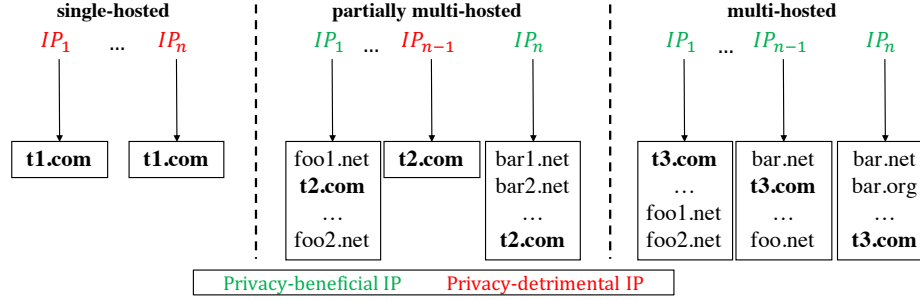 single-hosted
IP₁ ... IPₙ
t1.com t1.com
partially multi-hosted
IP₁ ... IPₙ₋₁ IPₙ
foo1.net
t2.com
...
foo2.net
t2.com
bar1.net
bar2.net
...
t2.com
multi-hosted
IP₁ ... IPₙ₋₁ IPₙ
t3.com
...
foo1.net
foo2.net
bar.net
t3.com
...
foo.net
bar.net
bar.org
...
t3.com
Privacy-beneficial IP Privacy-detrimental IP